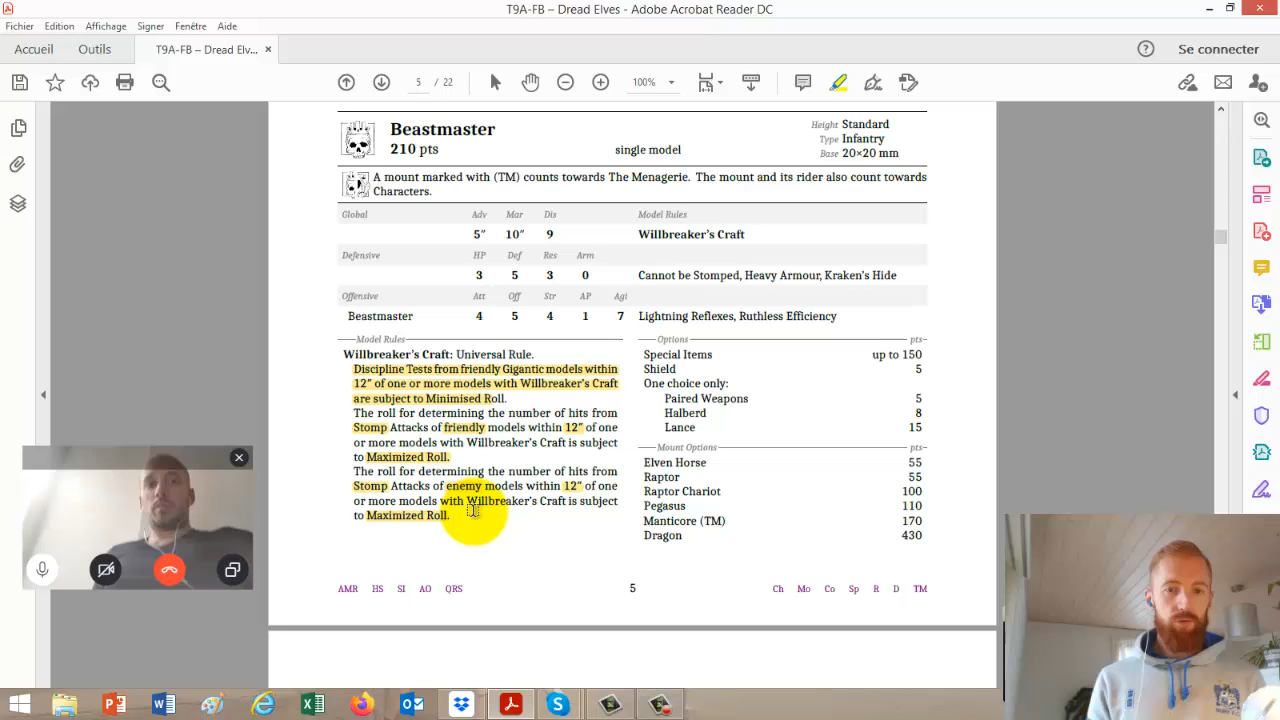 T9A-FB – Dread Elves - Adobe Acrobat Reader DC
Fichier Edition Affichage Signer Fenêtre Aide
Accueil Outils T9A-FB – Dread Elv... × Se connecter
5 / 22 100%
Beastmaster
210 pts
single model
Height Standard
Type Infantry
Base 20×20 mm
A mount marked with (TM) counts towards The Menagerie. The mount and its rider also count towards
Characters.
Global Adv Mar Dis Model Rules
5″ 10″ 9 Willbreaker's Craft
Defensive HP Def Res Arm
3 5 3 0 Cannot be Stomped, Heavy Armour, Kraken's Hide
Offensive Att Off Str AP Agi
Beastmaster 4 5 4 1 7 Lightning Reflexes, Ruthless Efficiency
Model Rules
Willbreaker's Craft: Universal Rule.
Discipline Tests from friendly Gigantic models within
12″ of one or more models with Willbreaker's Craft
are subject to Minimised Roll.
The roll for determining the number of hits from
Stomp Attacks of friendly models within 12″ of one
or more models with Willbreaker's Craft is subject
to Maximized Roll.
The roll for determining the number of hits from
Stomp Attacks of enemy models within 12″ of one
or more models with Willbreaker's Craft is subject
to Maximized Roll.
Options pts
Special Items up to 150
Shield 5
One choice only:
Paired Weapons 5
Halberd 8
Lance 15
Mount Options pts
Elven Horse 55
Raptor 55
Raptor Chariot 100
Pegasus 110
Manticore (TM) 170
Dragon 430
AMR HS SI AO QRS 5 Ch Mo Co Sp R D TM